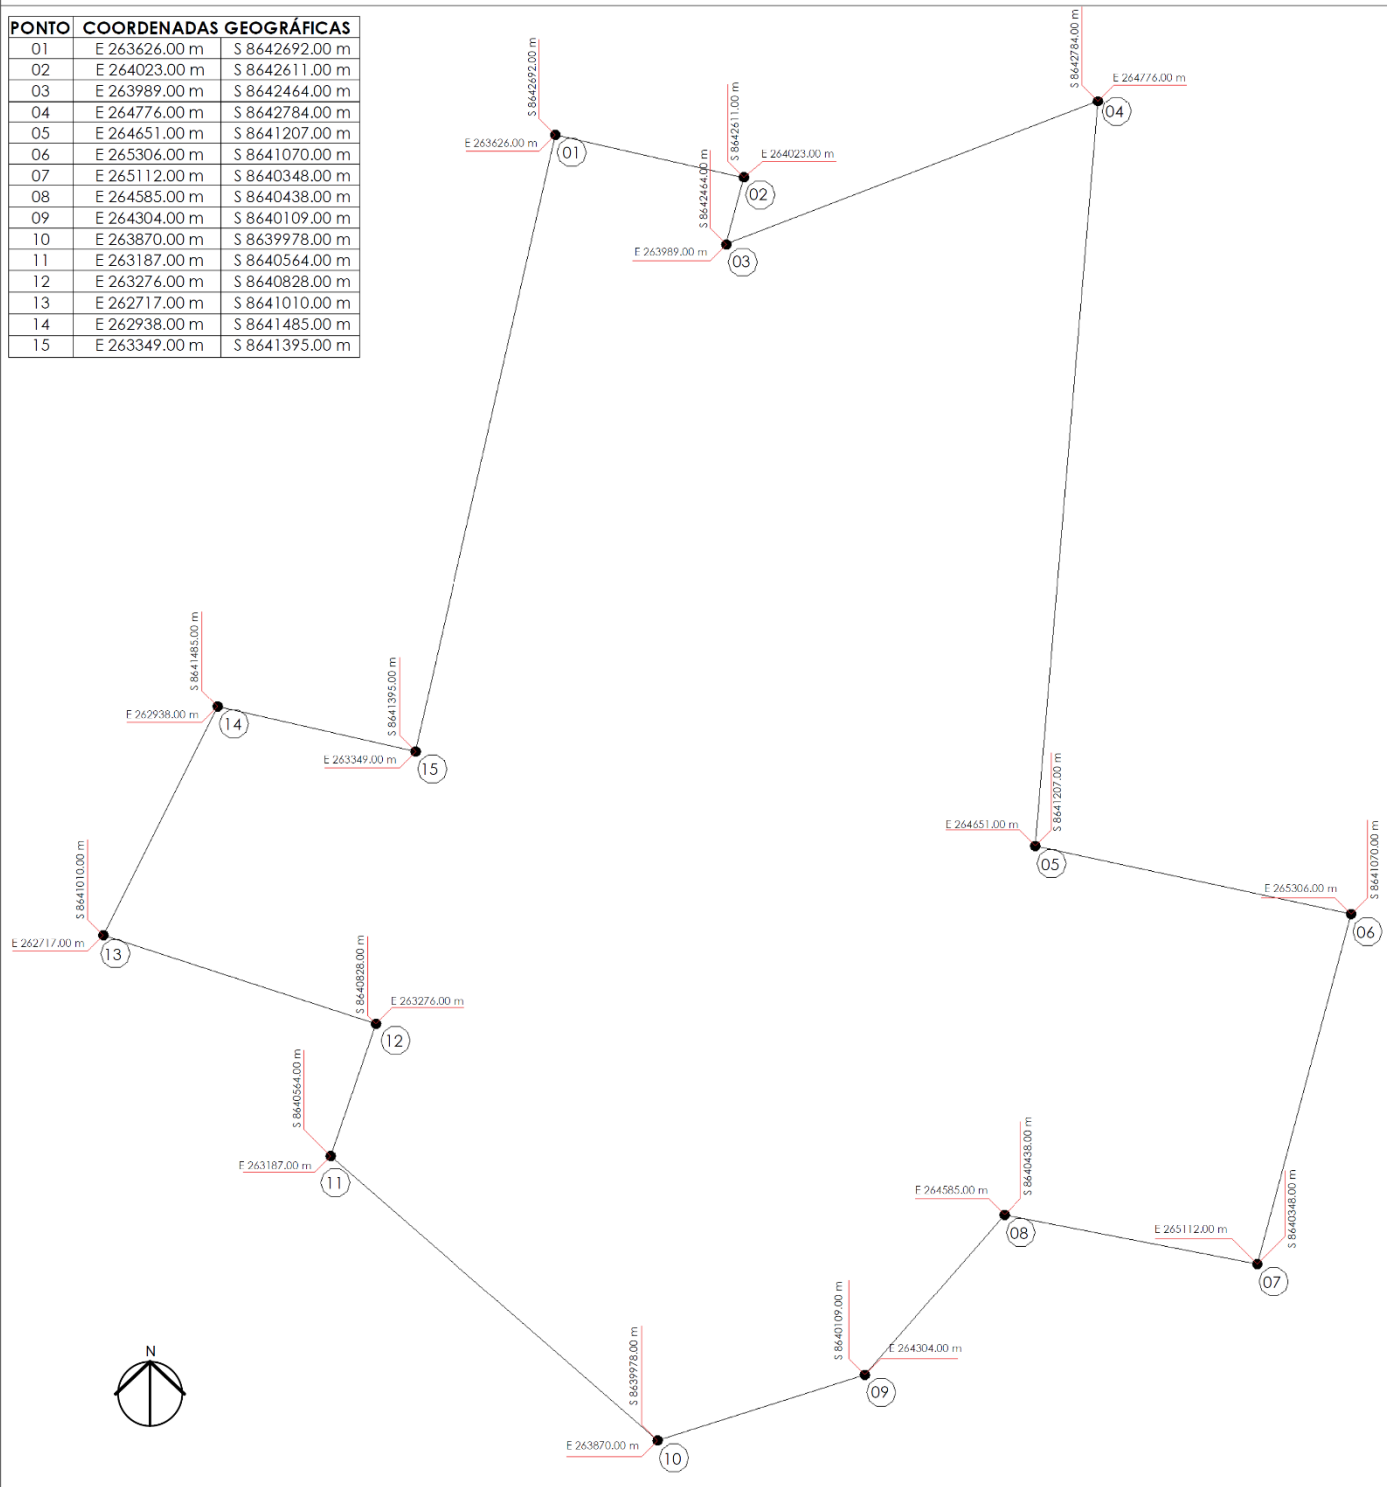 PONTO COORDENADAS GEOGRÁFICAS
01 E 263626.00 m S 8642692.00 m
02 E 264023.00 m S 8642611.00 m
03 E 263989.00 m S 8642464.00 m
04 E 264776.00 m S 8642784.00 m
05 E 264651.00 m S 8641207.00 m
06 E 265306.00 m S 8641070.00 m
07 E 265112.00 m S 8640348.00 m
08 E 264585.00 m S 8640438.00 m
09 E 264304.00 m S 8640109.00 m
10 E 263870.00 m S 8639978.00 m
11 E 263187.00 m S 8640564.00 m
12 E 263276.00 m S 8640828.00 m
13 E 262717.00 m S 8641010.00 m
14 E 262938.00 m S 8641485.00 m
15 E 263349.00 m S 8641395.00 m
S 8642692.00 m
E 263626.00 m
01
S 8642611.00 m
E 264023.00 m
02
S 8642464.00 m
E 263989.00 m
03
S 8642784.00 m
E 264776.00 m
04
S 8641485.00 m
E 262938.00 m
14
S 8641395.00 m
E 263349.00 m
15
S 8641207.00 m
E 264651.00 m
05
S 8641070.00 m
E 265306.00 m
06
S 8641010.00 m
E 262717.00 m
13
S 8640828.00 m
E 263276.00 m
12
S 8640564.00 m
E 263187.00 m
11
S 8640438.00 m
E 264585.00 m
08
S 8640348.00 m
E 265112.00 m
07
S 8640109.00 m
E 264304.00 m
09
S 8639978.00 m
E 263870.00 m
10
N